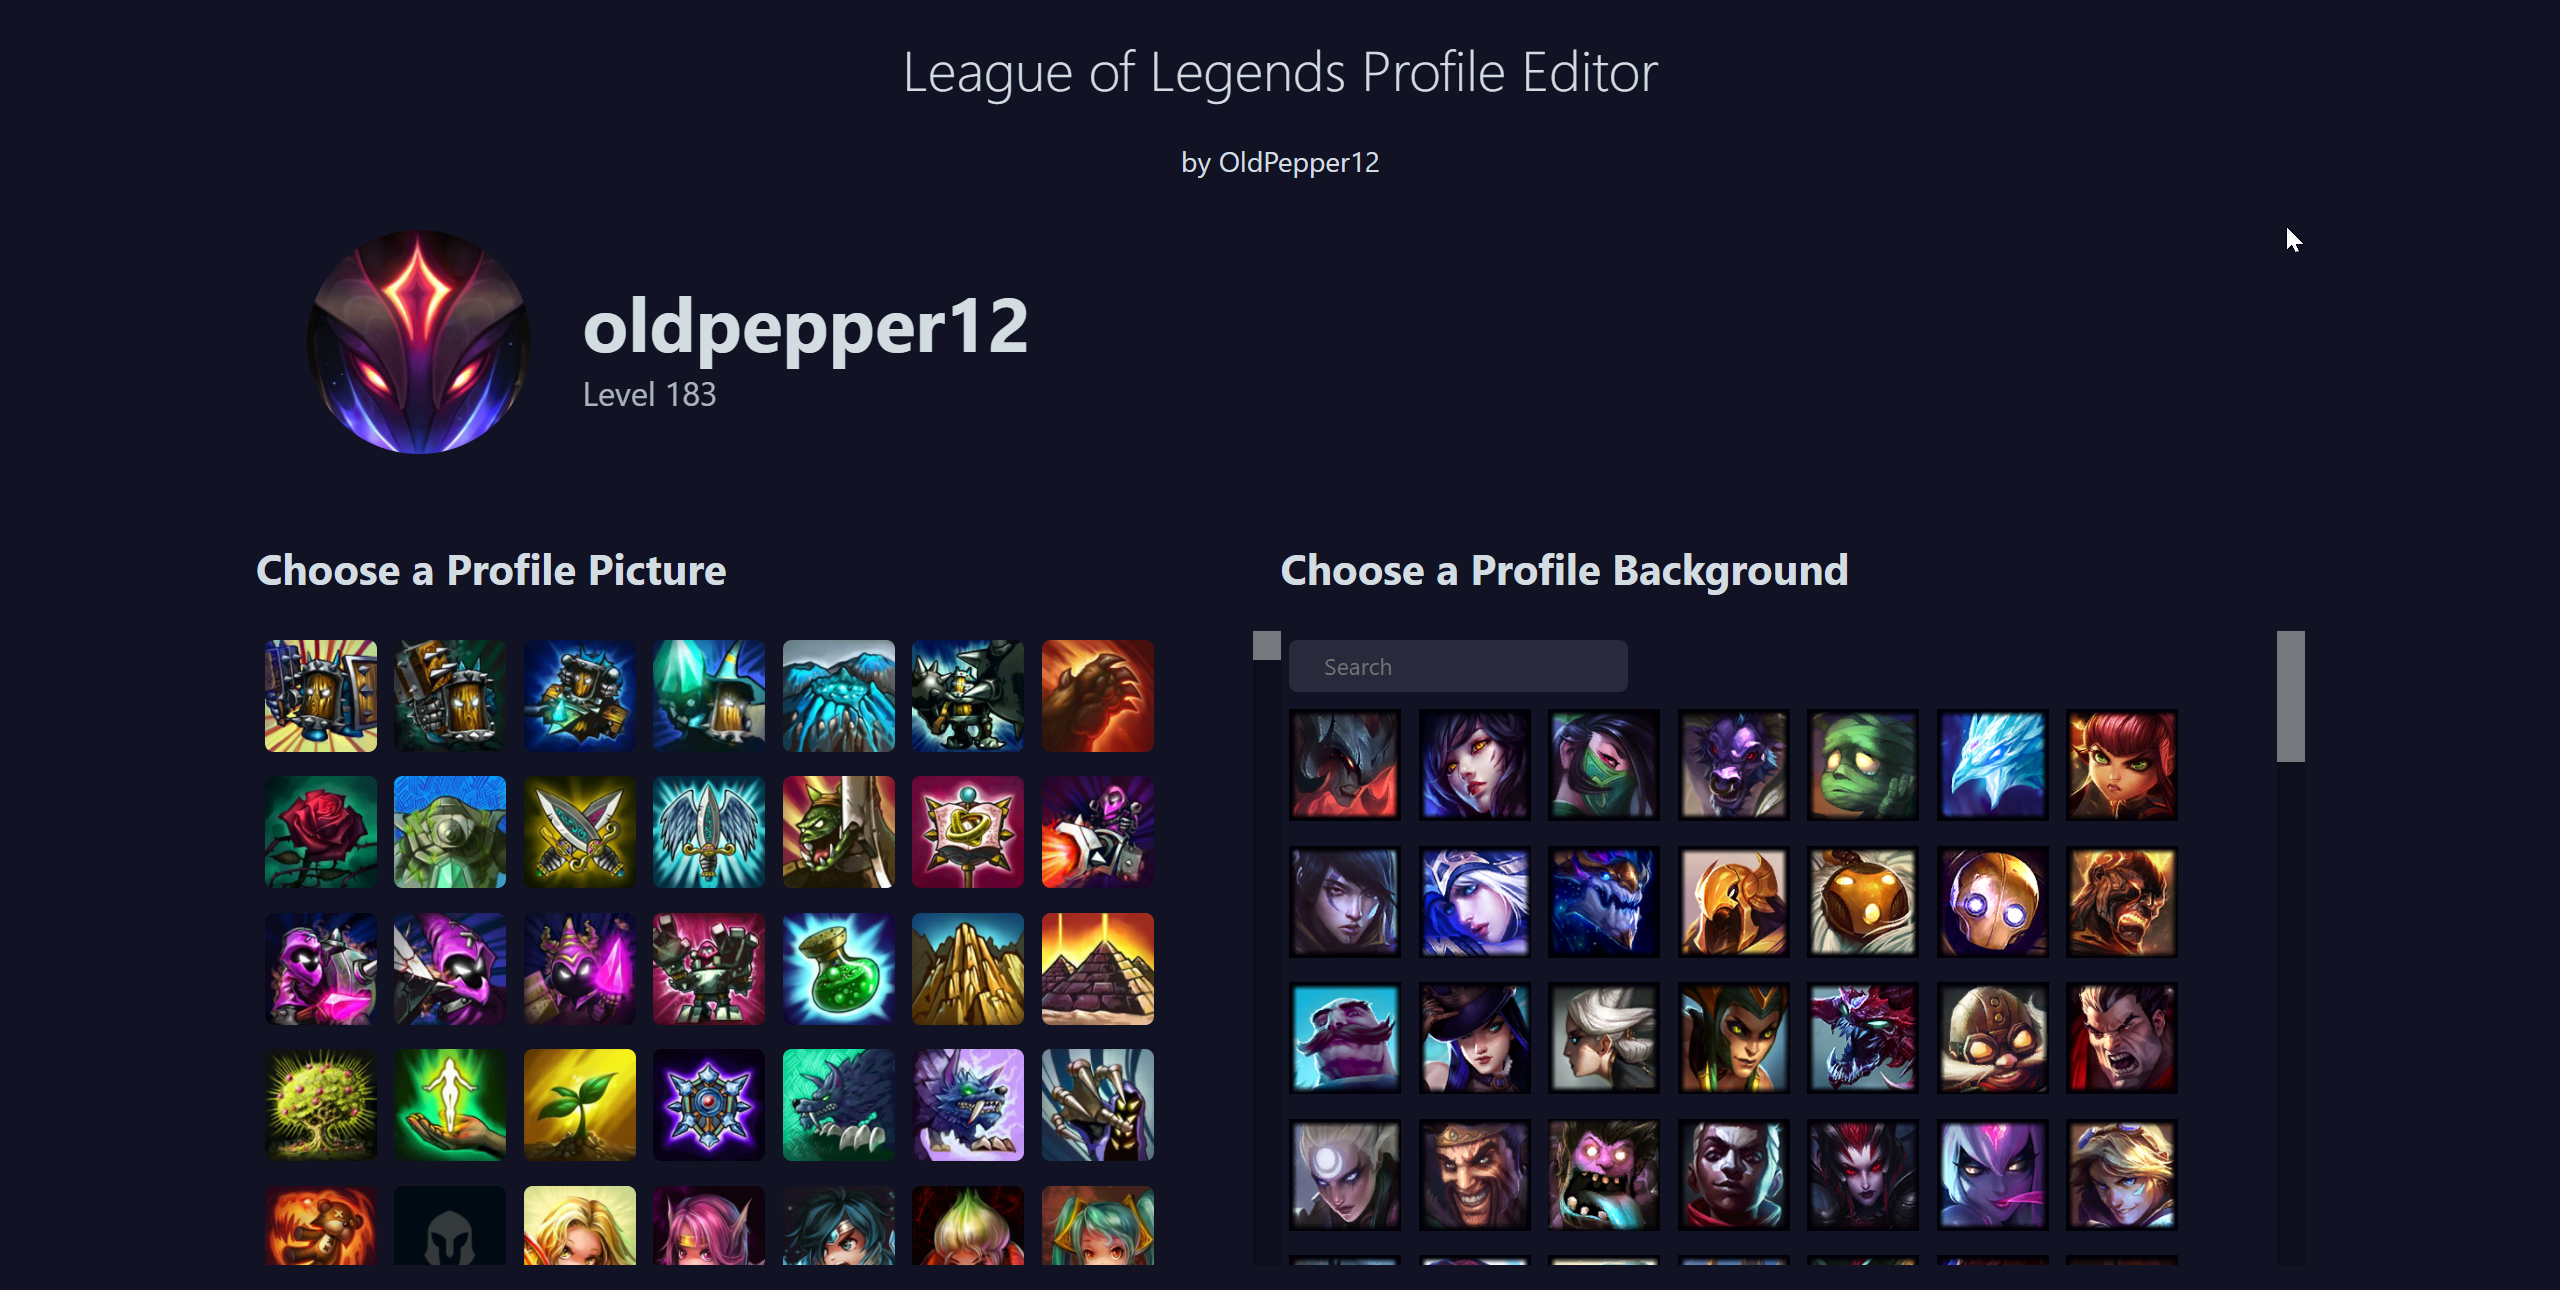 League of Legends Profile Editor
by OldPepper12
oldpepper12
Level 183
Choose a Profile Picture
Choose a Profile Background
Search